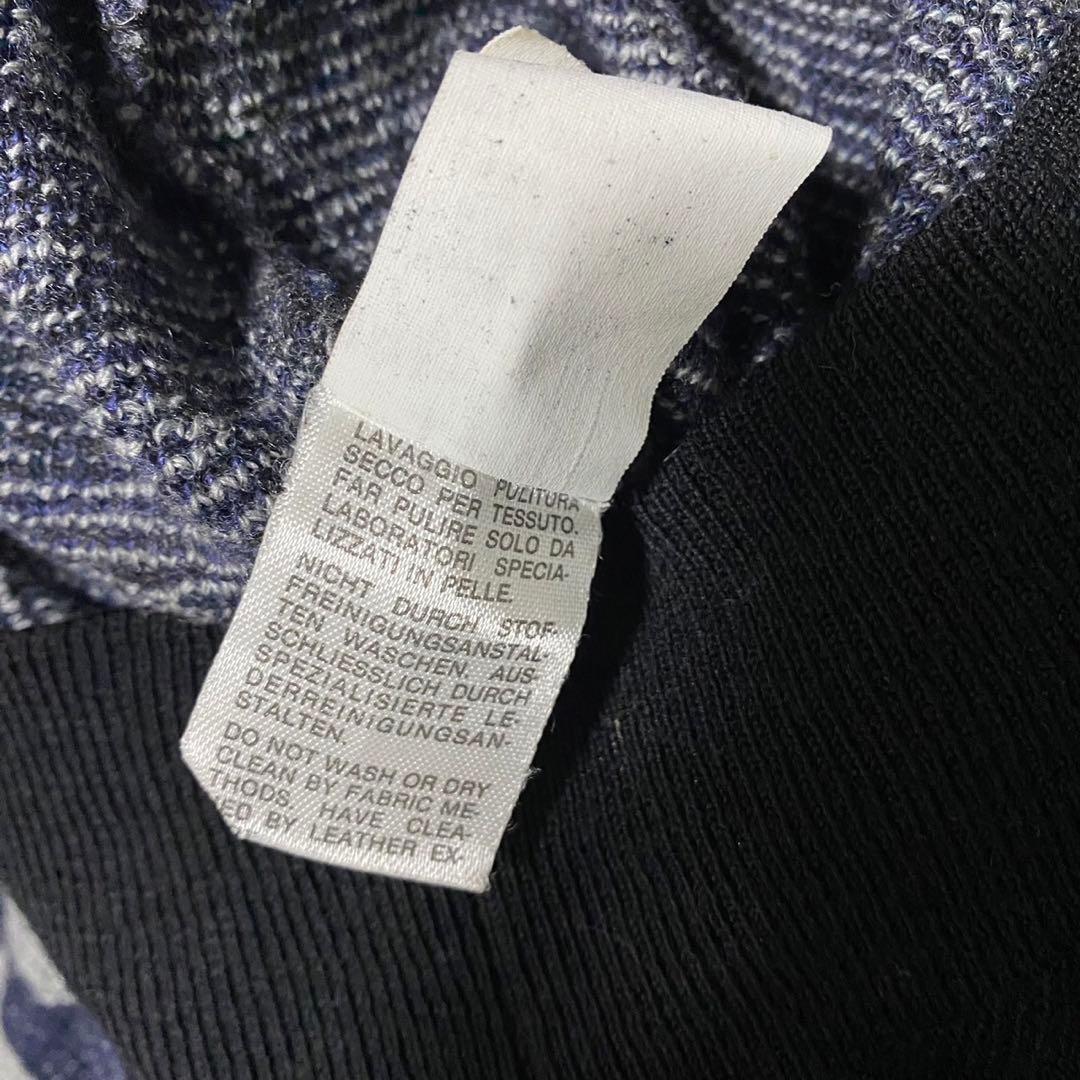 LAVAGGIO PULITURA
SECCO PER TESSUTO.
FAR PULIRE SOLO DA
LABORATORI SPECIA-
LIZZATI IN PELLE.
NICHT DURCH STOF-
FREINIGUNGSANSTAL-
TEN WASCHEN. AUS-
SCHLIESSLICH DURCH
SPEZIALISIERTE LE-
DERREINIGUNGSAN-
STALTEN.
DO NOT WASH OR DRY
CLEAN BY FABRIC ME-
THODS HAVE CLEA-
ED BY LEATHER EX-